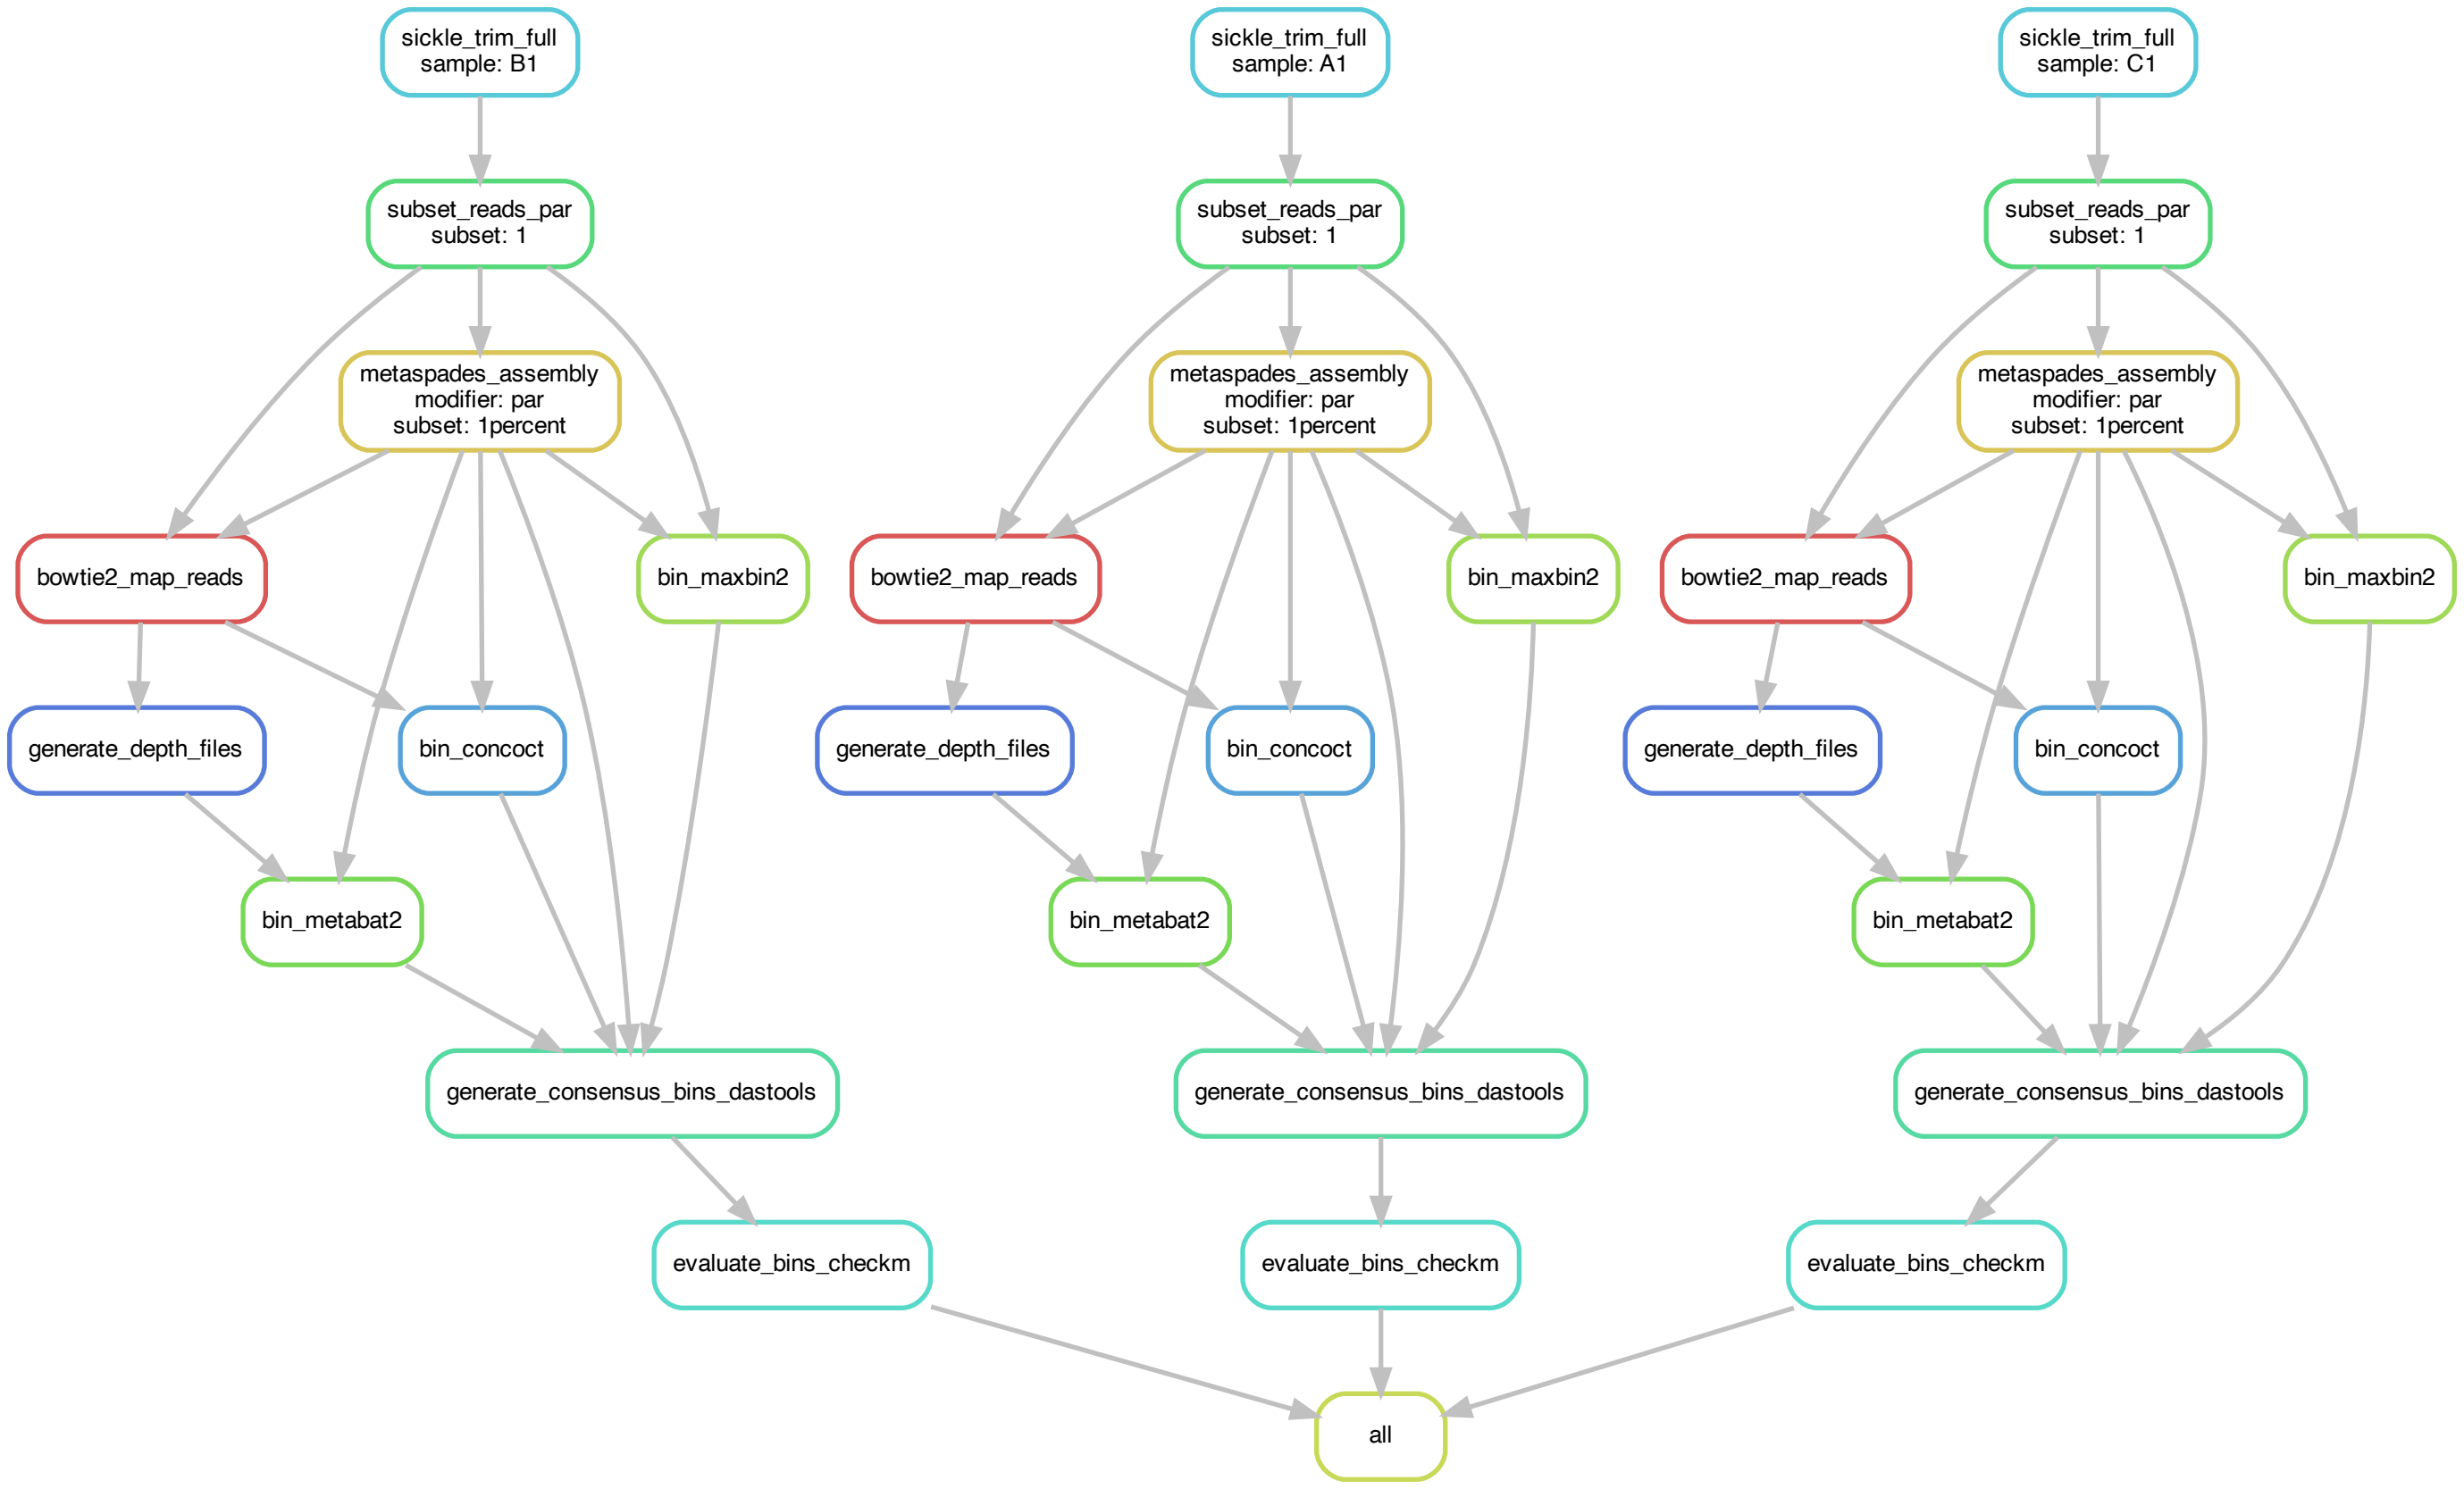 sickle_trim_full
sample: B1
sickle_trim_full
sample: A1
sickle_trim_full
sample: C1
subset_reads_par
subset: 1
subset_reads_par
subset: 1
subset_reads_par
subset: 1
metaspades_assembly
modifier: par
subset: 1percent
metaspades_assembly
modifier: par
subset: 1percent
metaspades_assembly
modifier: par
subset: 1percent
bowtie2_map_reads
bin_maxbin2
bowtie2_map_reads
bin_maxbin2
bowtie2_map_reads
bin_maxbin2
generate_depth_files
bin_concoct
generate_depth_files
bin_concoct
generate_depth_files
bin_concoct
bin_metabat2
bin_metabat2
bin_metabat2
generate_consensus_bins_dastools
generate_consensus_bins_dastools
generate_consensus_bins_dastools
evaluate_bins_checkm
evaluate_bins_checkm
evaluate_bins_checkm
all